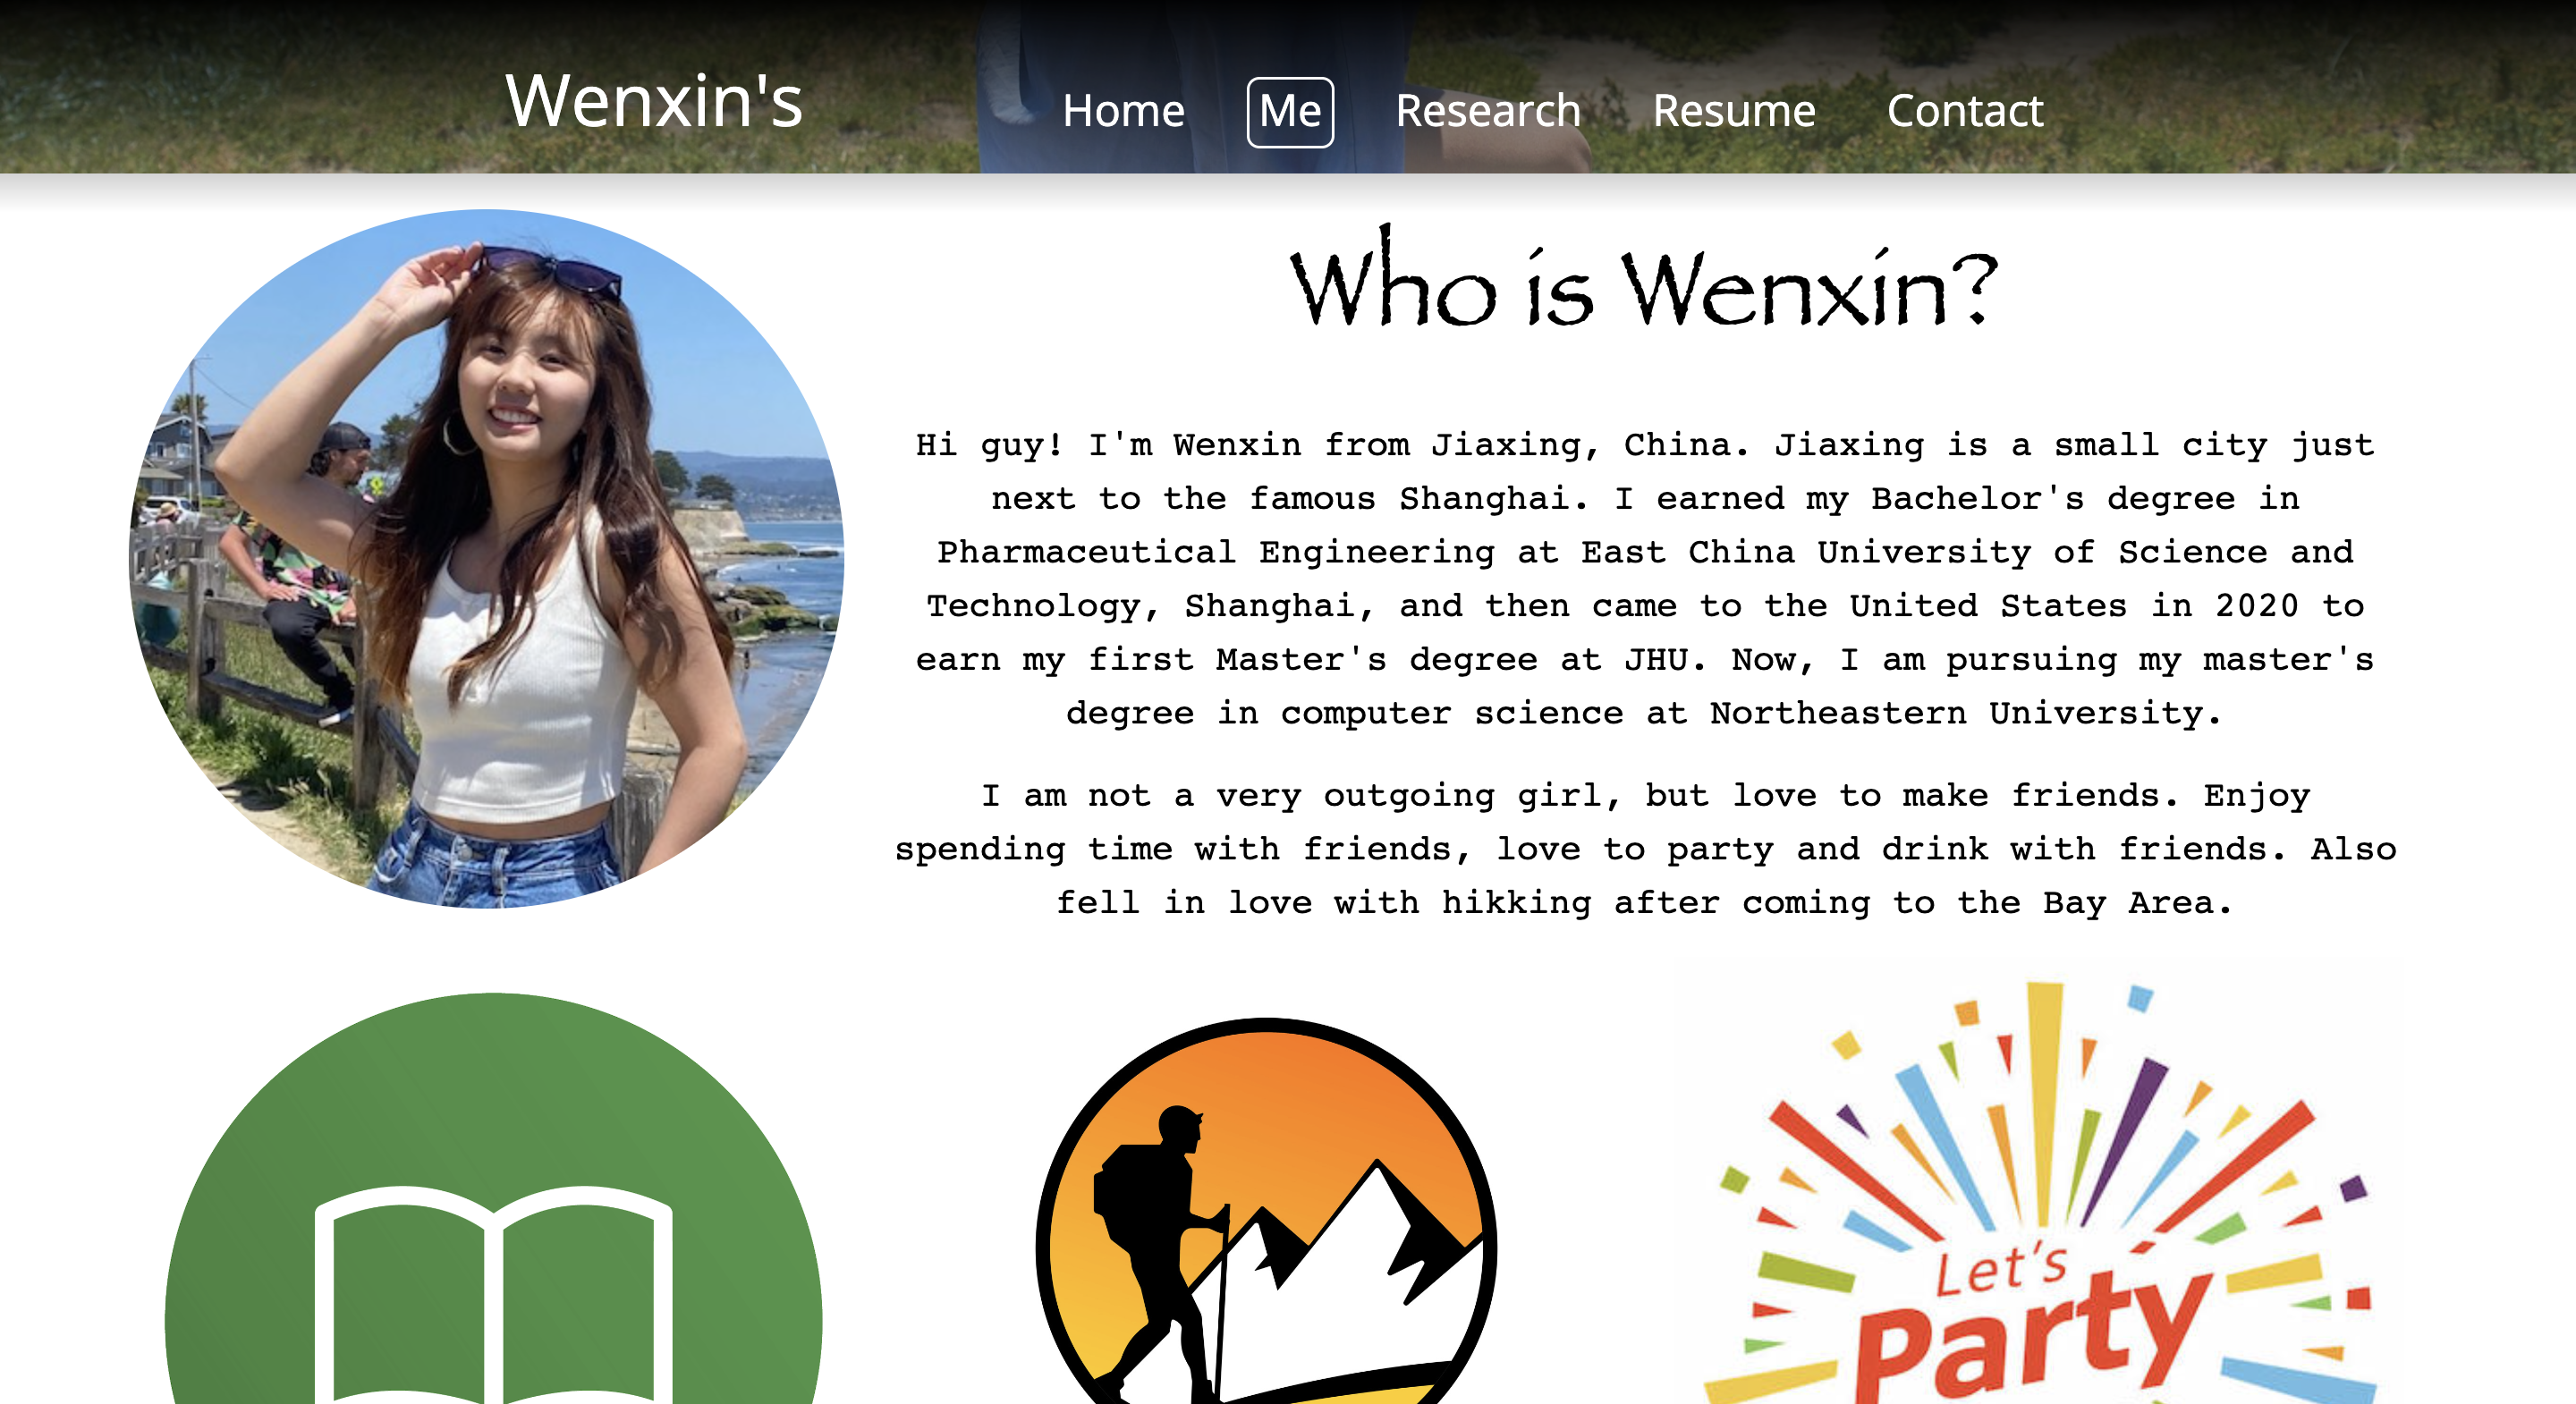 Wenxin's
Home
Me
Research
Resume
Contact
Who is Wenxin?
Hi guy! I'm Wenxin from Jiaxing, China. Jiaxing is a small city just
next to the famous Shanghai. I earned my Bachelor's degree in
Pharmaceutical Engineering at East China University of Science and
Technology, Shanghai, and then came to the United States in 2020 to
earn my first Master's degree at JHU. Now, I am pursuing my master's
degree in computer science at Northeastern University.
I am not a very outgoing girl, but love to make friends. Enjoy
spending time with friends, love to party and drink with friends. Also
fell in love with hikking after coming to the Bay Area.
Let's
Party